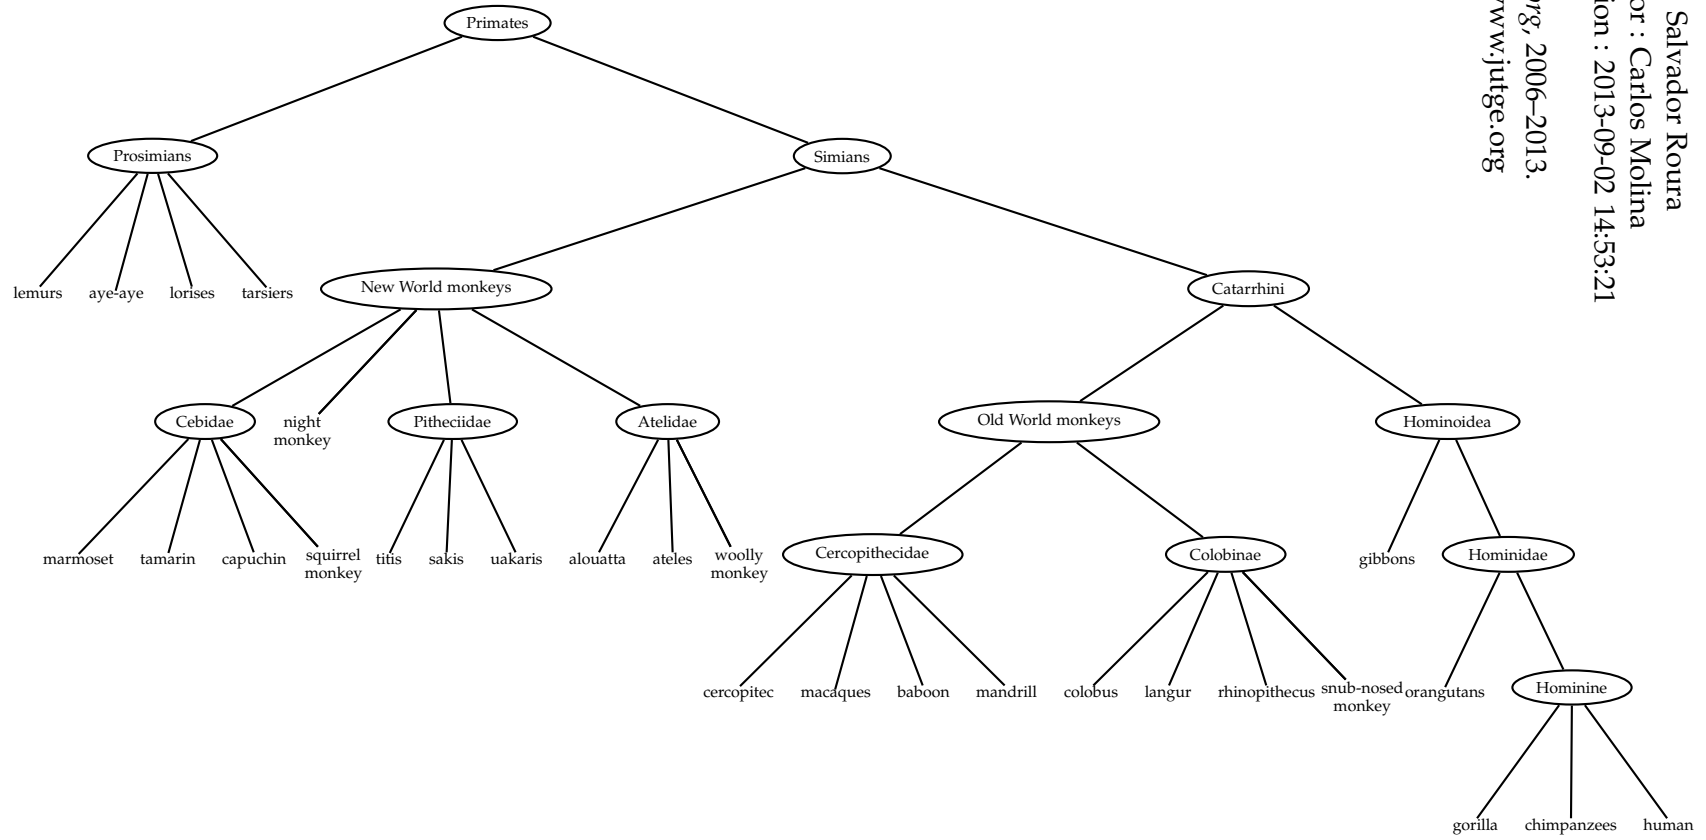 Primates
Prosimians
Simians
lemurs
aye-aye
lorises
tarsiers
New World monkeys
Catarrhini
Cebidae
night
monkey
Pitheciidae
Atelidae
Old World monkeys
Hominoidea
marmoset
tamarin
capuchin
squirrel
monkey
titis
sakis
uakaris
alouatta
ateles
woolly
monkey
Cercopithecidae
Colobinae
gibbons
Hominidae
cercopitec
macaques
baboon
mandrill
colobus
langur
rhinopithecus
snub-nosed
monkey
orangutans
Hominine
gorilla
chimpanzees
human
Salvador Roura
or : Carlos Molina
ion : 2013-09-02 14:53:21
org, 2006–2013.
www.jutge.org